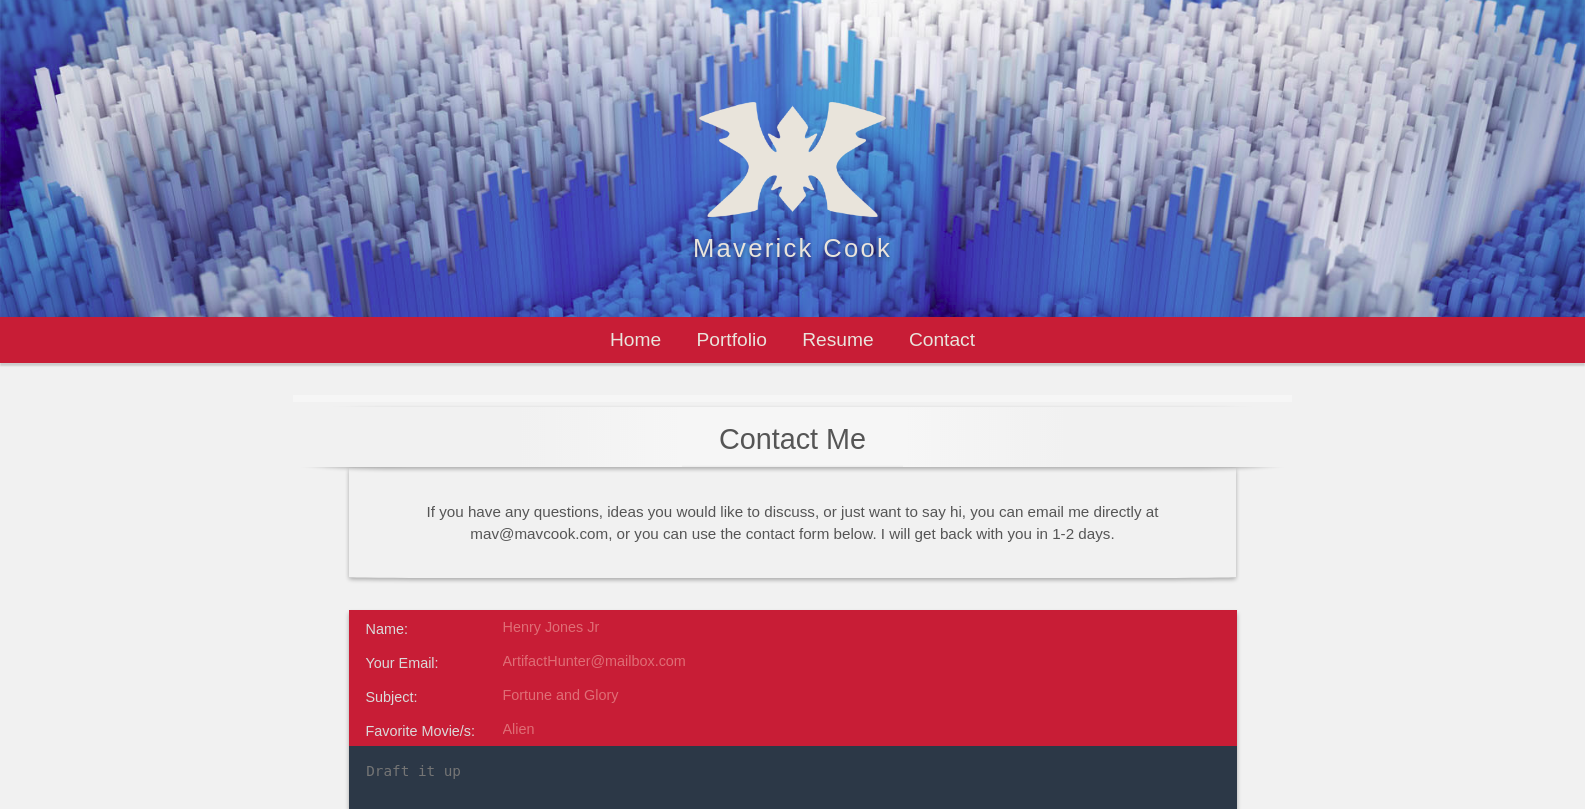 Maverick Cook
Home Portfolio Resume Contact
Contact Me
If you have any questions, ideas you would like to discuss, or just want to say hi, you can email me directly at
mav@mavcook.com, or you can use the contact form below. I will get back with you in 1-2 days.
Name: Henry Jones Jr
Your Email: ArtifactHunter@mailbox.com
Subject: Fortune and Glory
Favorite Movie/s: Alien
Draft it up